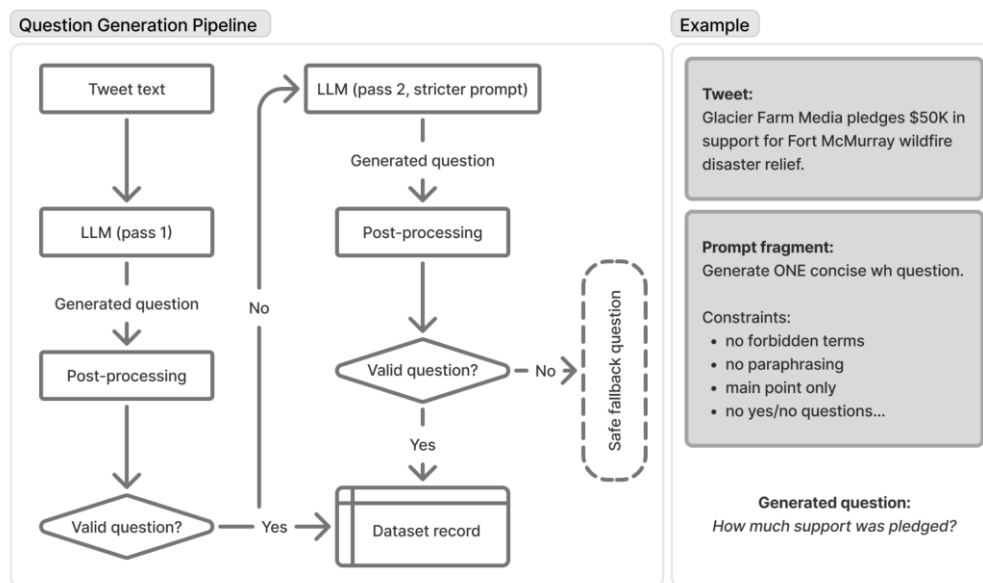 Question Generation Pipeline
Tweet text
LLM (pass 1)
Generated question
Post-processing
Valid question?
No
Yes
LLM (pass 2, stricter prompt)
Generated question
Post-processing
Valid question?
No
Safe fallback question
Yes
Dataset record
Example
Tweet:
Glacier Farm Media pledges $50K in
support for Fort McMurray wildfire
disaster relief.
Prompt fragment:
Generate ONE concise wh question.
Constraints:
• no forbidden terms
• no paraphrasing
• main point only
• no yes/no questions...
Generated question:
How much support was pledged?